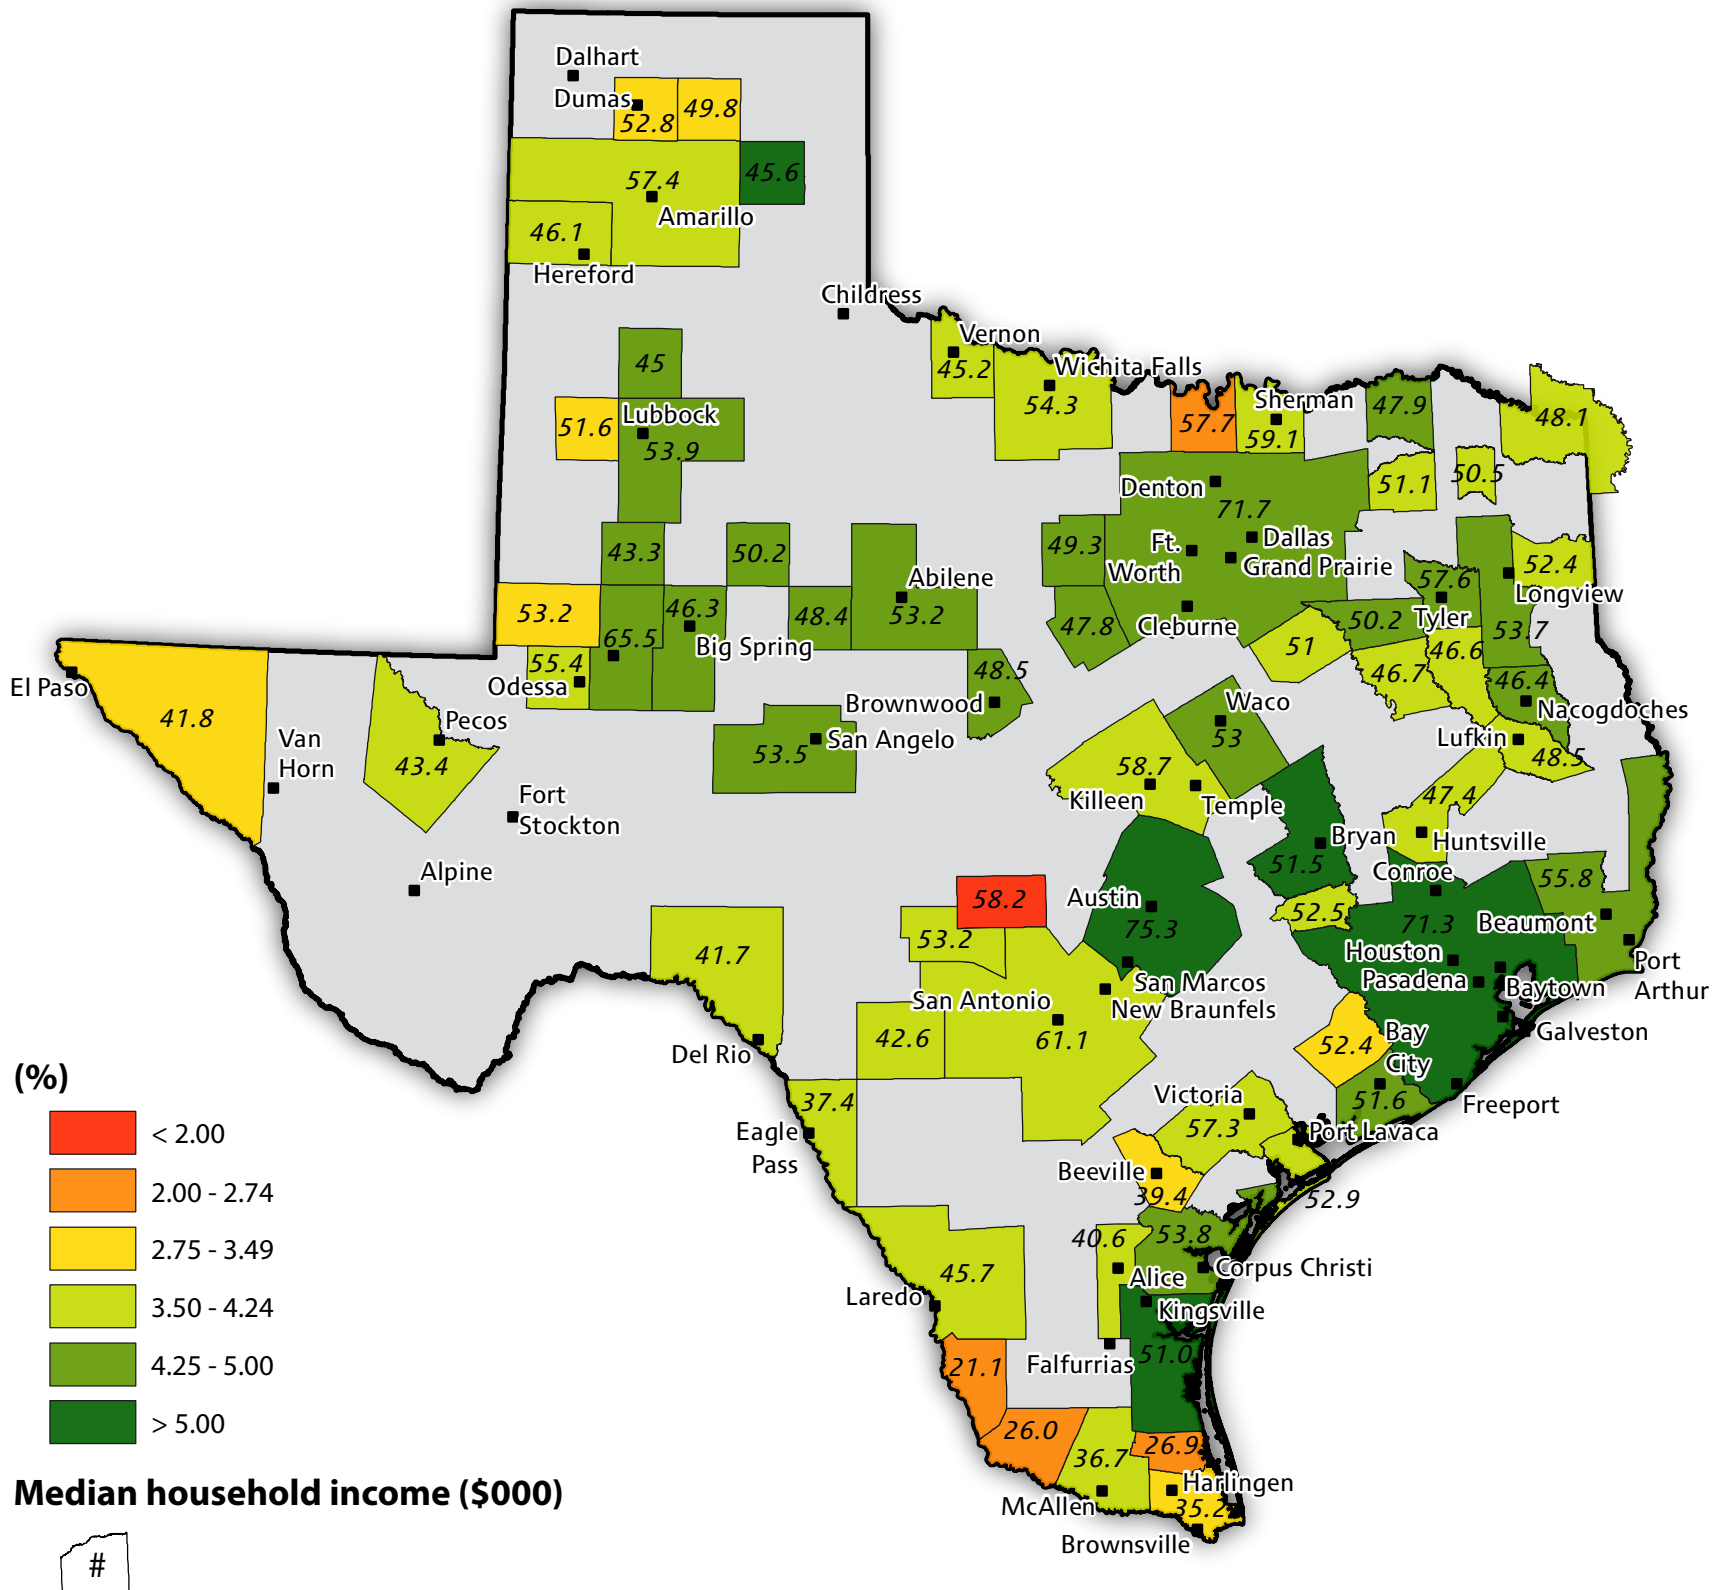 Dalhart
Dumas
52.8
49.8
57.4
45.6
Amarillo
46.1
Hereford
Childress
Vernon
45.2
Wichita Falls
54.3
45
51.6
Lubbock
53.9
57.7
Sherman
59.1
47.9
48.1
51.1
50.5
Denton
71.7
Dallas
Ft.
Worth
Grand Prairie
Cleburne
49.3
47.8
43.3
50.2
Abilene
53.2
48.4
53.2
65.5
46.3
Big Spring
55.4
Odessa
57.6
Tyler
52.4
Longview
50.2
53.7
51
46.7
46.6
46.4
Nacogdoches
Lufkin
48.5
48.5
Brownwood
El Paso
41.8
Van
Horn
Pecos
43.4
Fort
Stockton
Alpine
53.5
San Angelo
Waco
53
58.7
Killeen
Temple
47.4
Huntsville
Bryan
51.5
Conroe
55.8
Beaumont
Port
Arthur
58.2
Austin
75.3
52.5
71.3
Houston
Pasadena
Baytown
Galveston
53.2
41.7
San Marcos
New Braunfels
San Antonio
61.1
42.6
Del Rio
52.4
Bay
City
51.6
Freeport
37.4
Eagle
Pass
Victoria
57.3
Port Lavaca
52.9
Beeville
39.4
40.6
53.8
Alice
Corpus Christi
Kingsville
45.7
Laredo
Falfurrias
51.0
21.1
26.0
36.7
26.9
McAllen
Harlingen
35.2
Brownsville
(%)
< 2.00
2.00 - 2.74
2.75 - 3.49
3.50 - 4.24
4.25 - 5.00
> 5.00
Median household income ($000)
#